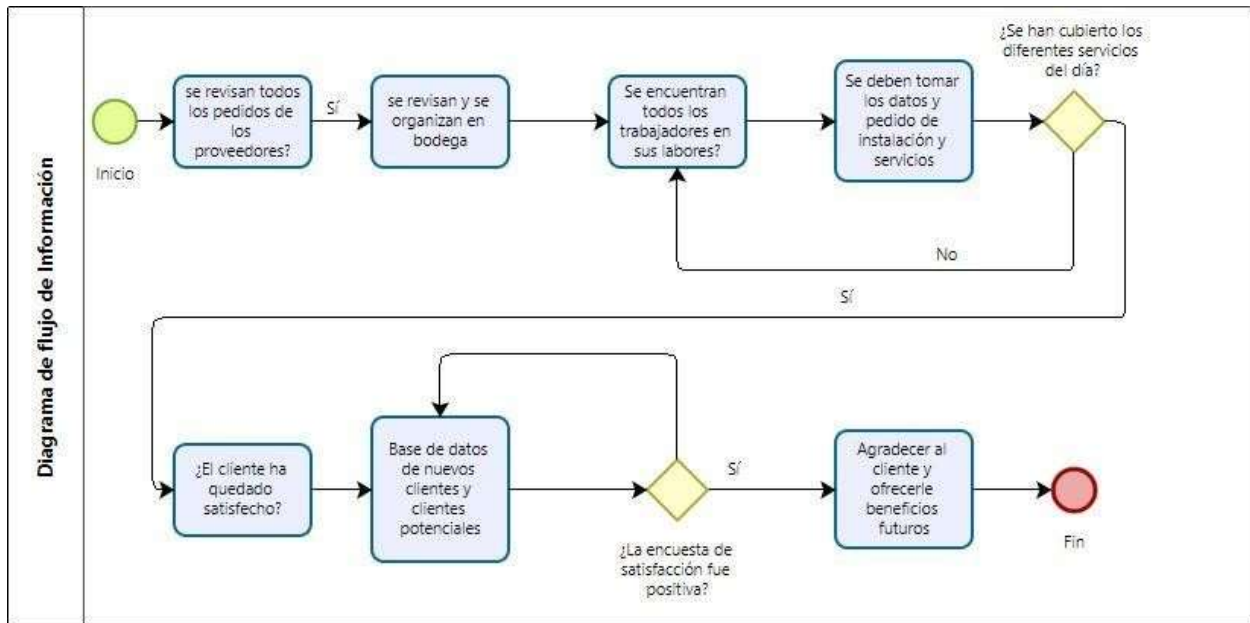 Diagrama de flujo de Información
Inicio
se revisan todos
los pedidos de
los
proveedores?
Sí
se revisan y se
organizan en
bodega
Se encuentran
todos los
trabajadores en
sus labores?
Se deben tomar
los datos y
pedido de
instalación y
servicios
¿Se han cubierto los
diferentes servicios
del día?
No
Sí
¿El cliente ha
quedado
satisfecho?
Base de datos
de nuevos
clientes y
clientes
potenciales
¿La encuesta de
satisfacción fue
positiva?
Sí
Agradecer al
cliente y
ofrecerle
beneficios
futuros
Fin